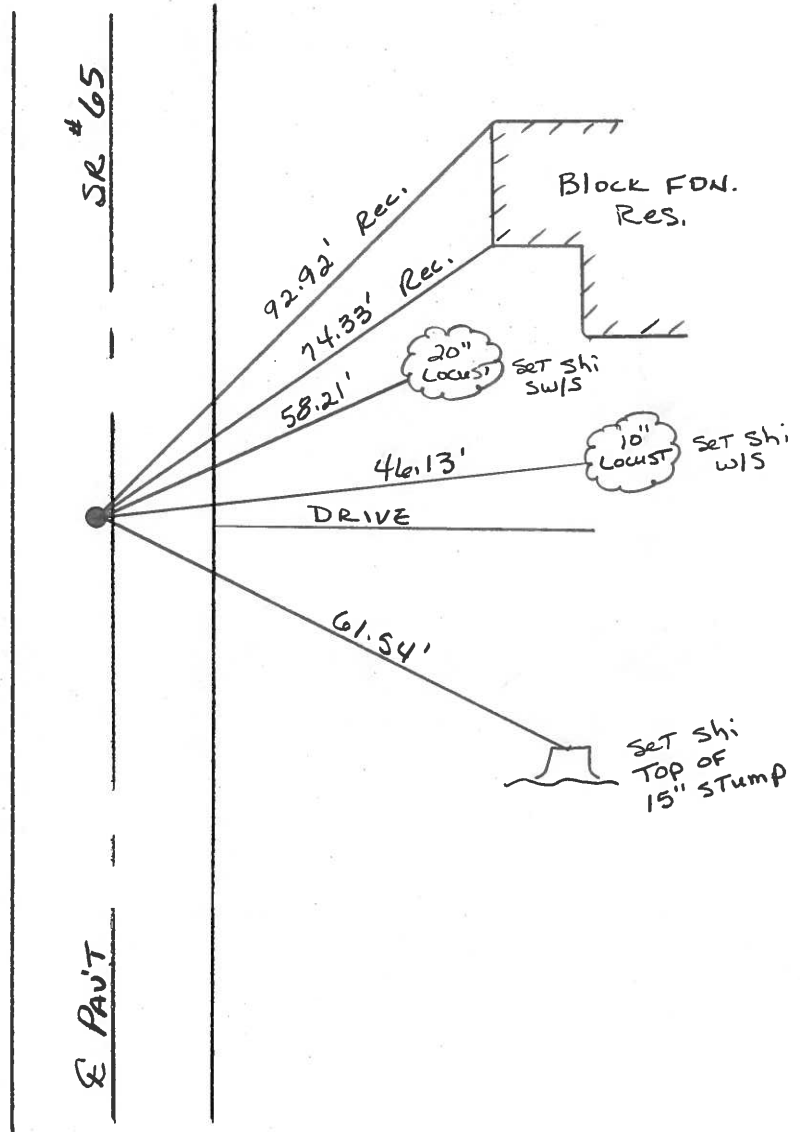 SR # 65
Block FDN.
Res.
92.92' Rec.
74.33' Rec.
58.21'
20"
Locust
Set Shi
SW/S
46.13'
10"
Locust
Set Shi
W/S
DRIVE
61.54'
Set Shi
Top of
15" Stump
℄ PAV'T